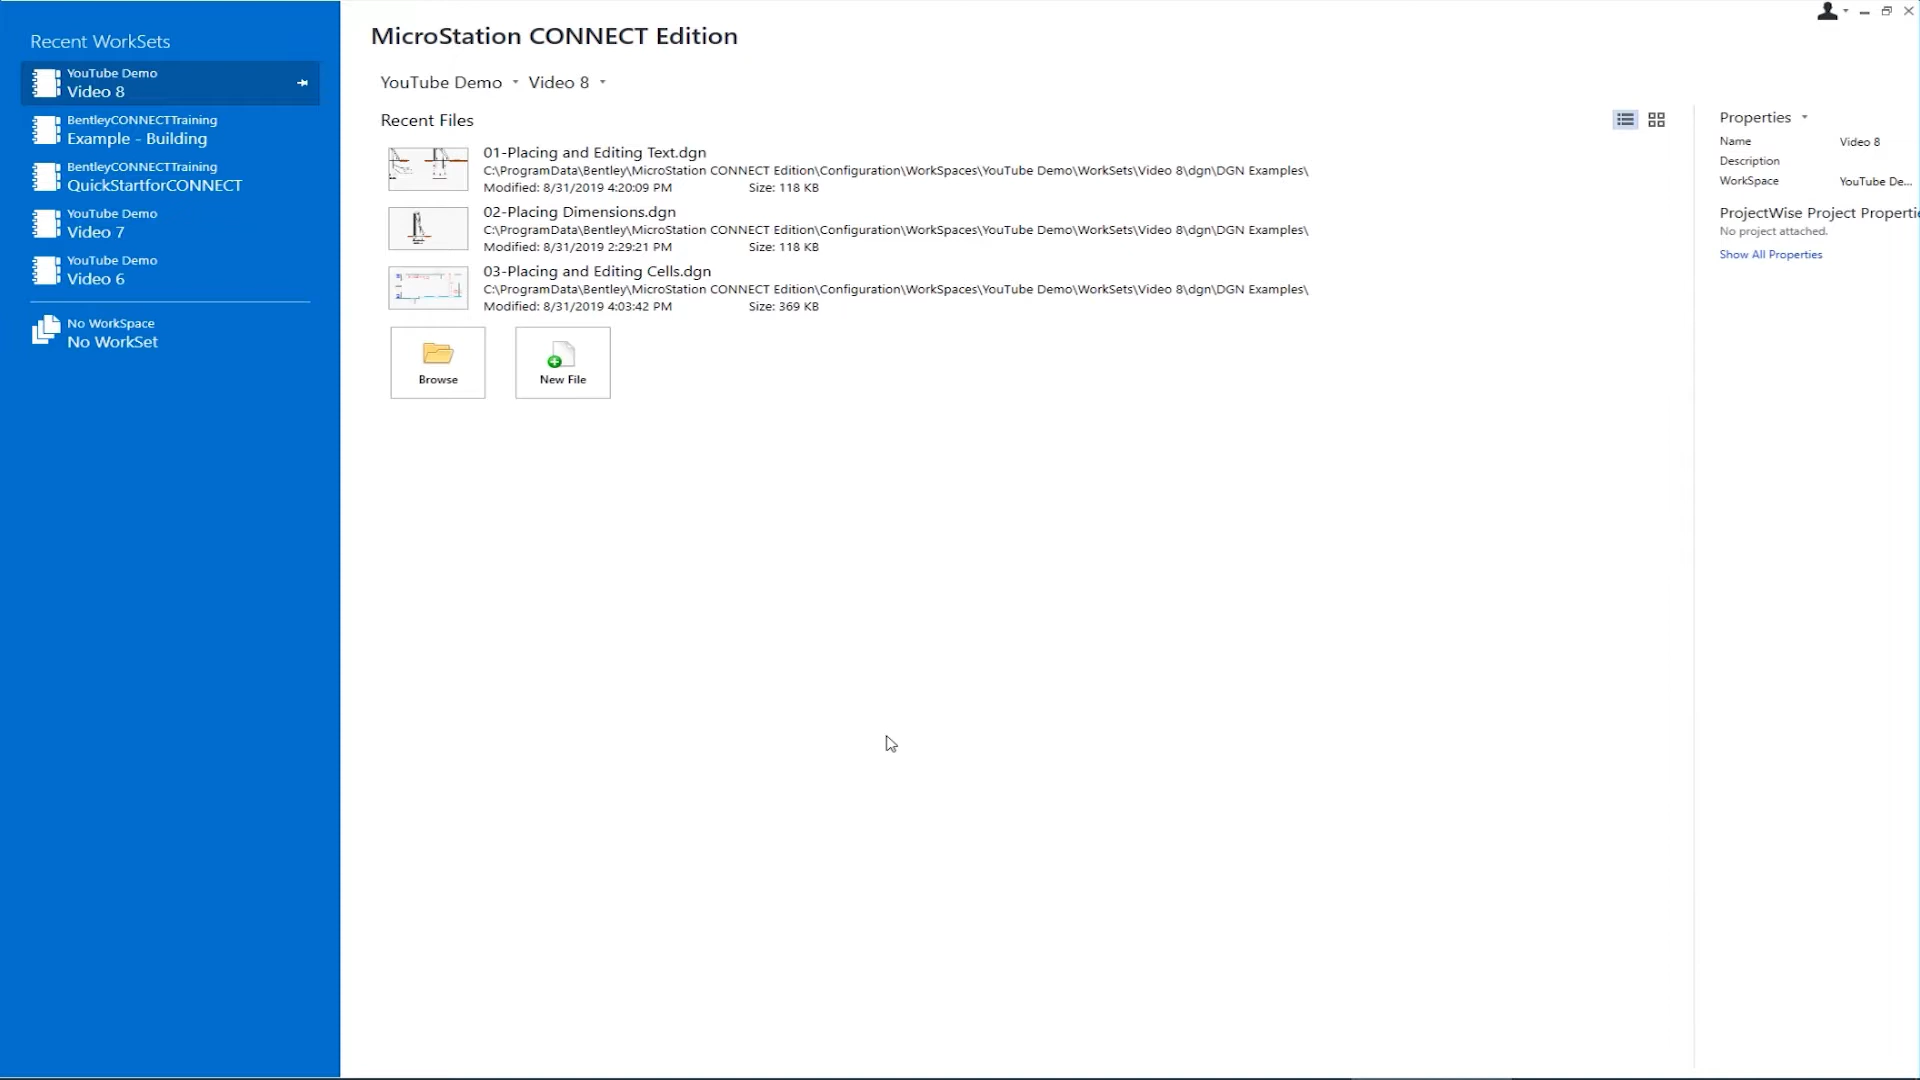 Recent WorkSets
YouTube Demo
Video 8
BentleyCONNECTTraining
Example - Building
BentleyCONNECTTraining
QuickStartforCONNECT
YouTube Demo
Video 7
YouTube Demo
Video 6
No WorkSpace
No WorkSet
MicroStation CONNECT Edition
YouTube Demo Video 8
Recent Files
01-Placing and Editing Text.dgn
C:\ProgramData\Bentley\MicroStation CONNECT Edition\Configuration\WorkSpaces\YouTube Demo\WorkSets\Video 8\dgn\DGN Examples\
Modified: 8/31/2019 4:20:09 PM Size: 118 KB
02-Placing Dimensions.dgn
C:\ProgramData\Bentley\MicroStation CONNECT Edition\Configuration\WorkSpaces\YouTube Demo\WorkSets\Video 8\dgn\DGN Examples\
Modified: 8/31/2019 2:29:21 PM Size: 118 KB
03-Placing and Editing Cells.dgn
C:\ProgramData\Bentley\MicroStation CONNECT Edition\Configuration\WorkSpaces\YouTube Demo\WorkSets\Video 8\dgn\DGN Examples\
Modified: 8/31/2019 4:03:42 PM Size: 369 KB
Browse
New File
Properties
Name Video 8
Description
WorkSpace YouTube De...
ProjectWise Project Properti
No project attached.
Show All Properties